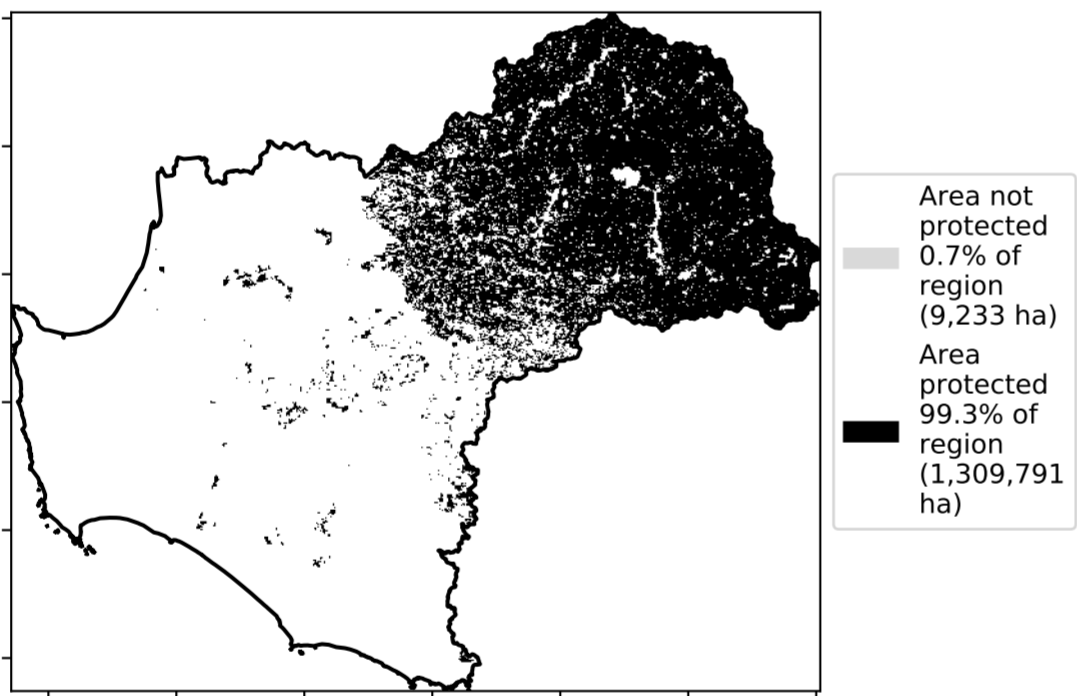 Area not
protected
0.7% of
region
(9,233 ha)
Area
protected
99.3% of
region
(1,309,791
ha)